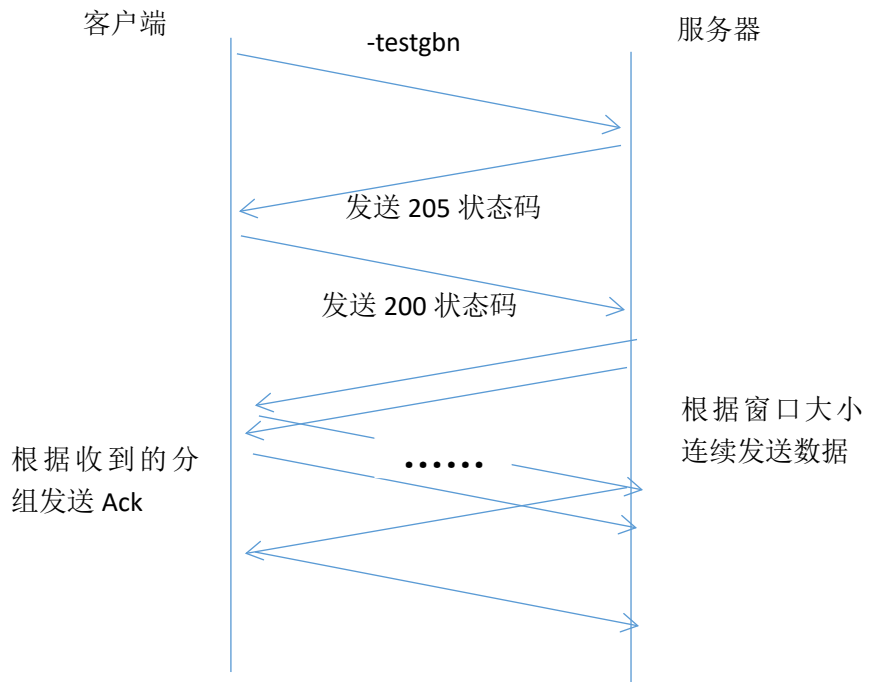 客户端
-testgbn
服务器
发送 205 状态码
发送 200 状态码
根据窗口大小
连续发送数据
根据收到的分
组发送 Ack
……